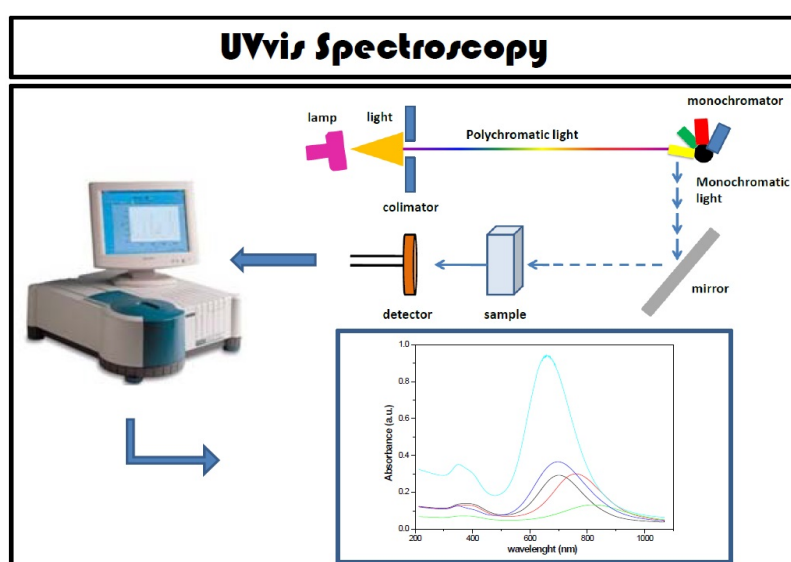 UVvis Spectroscopy
lamp
light
Polychromatic light
monochromator
colimator
Monochromatic
light
mirror
detector
sample
Absorbance (a.u.)
1.0
0.8
0.6
0.4
0.2
0.0
200
400
600
800
1000
wavelenght (nm)